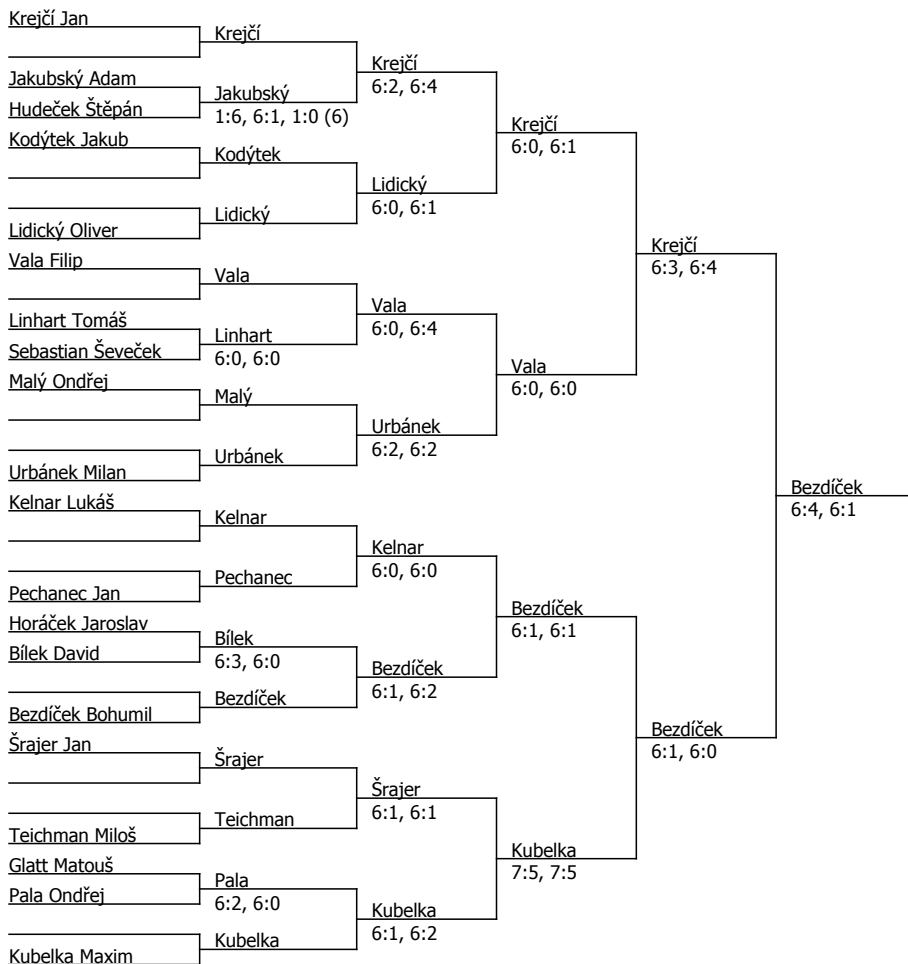 Krejčí Jan
Jakubský Adam
Hudeček Štěpán
Kodýtek Jakub
Lidický Oliver
Vala Filip
Linhart Tomáš
Sebastian Ševeček
Malý Ondřej
Urbánek Milan
Kelnar Lukáš
Pechanec Jan
Horáček Jaroslav
Bílek David
Bezdíček Bohumil
Šrajer Jan
Teichman Miloš
Glatt Matouš
Pala Ondřej
Kubelka Maxim
Krejčí
Jakubský
1:6, 6:1, 1:0 (6)
Kodýtek
Lidický
Vala
Linhart
6:0, 6:0
Malý
Urbánek
Kelnar
Pechanec
Bílek
6:3, 6:0
Bezdíček
Šrajer
Teichman
Pala
6:2, 6:0
Kubelka
Krejčí
6:2, 6:4
Lidický
6:0, 6:1
Vala
6:0, 6:4
Urbánek
6:2, 6:2
Kelnar
6:0, 6:0
Bezdíček
6:1, 6:2
Šrajer
6:1, 6:1
Kubelka
6:1, 6:2
Krejčí
6:0, 6:1
Vala
6:0, 6:0
Bezdíček
6:1, 6:1
Kubelka
7:5, 7:5
Krejčí
6:3, 6:4
Bezdíček
6:1, 6:0
Bezdíček
6:4, 6:1